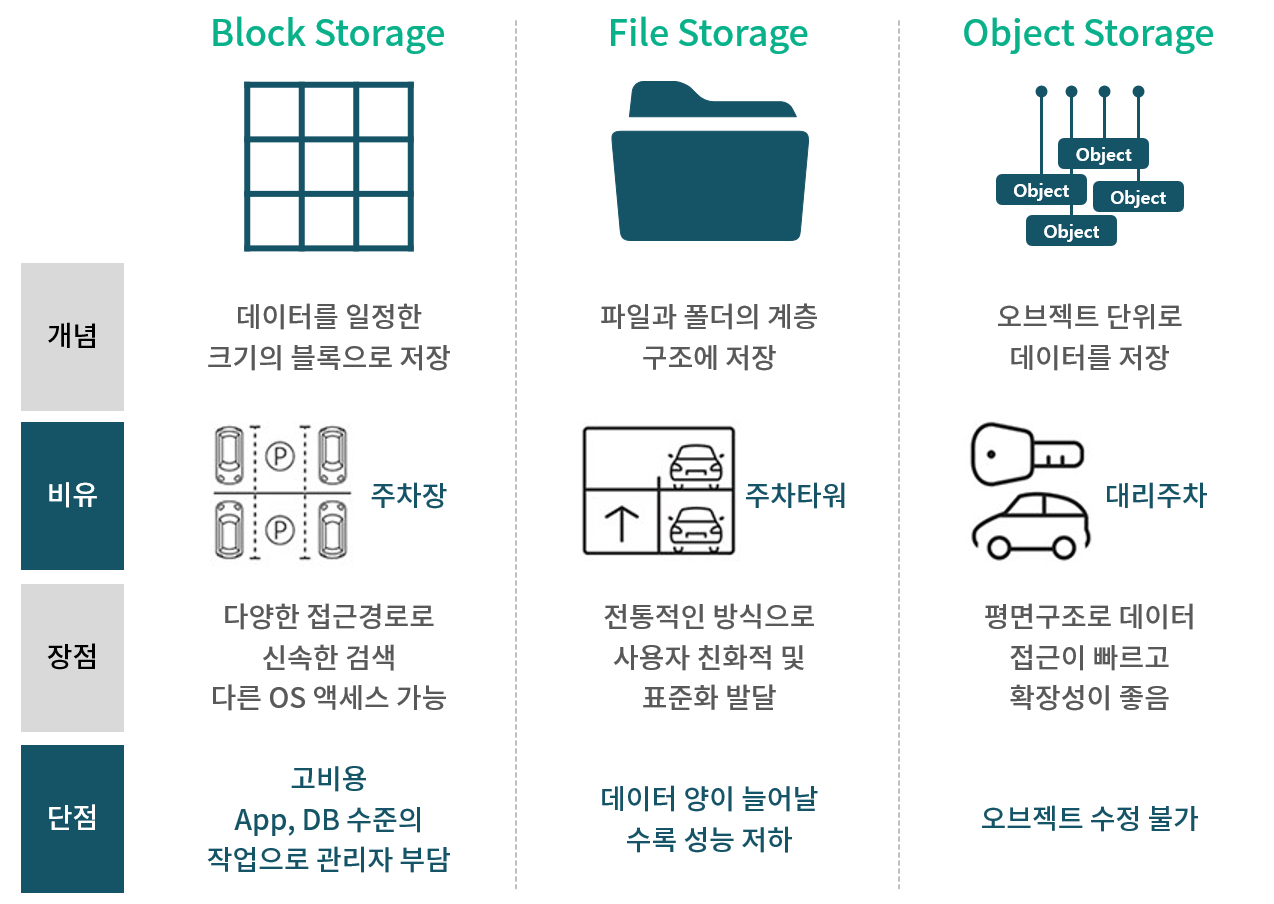 Block Storage
File Storage
Object Storage
Object
Object
Object
Object
개념
데이터를 일정한
크기의 블록으로 저장
파일과 폴더의 계층
구조에 저장
오브젝트 단위로
데이터를 저장
비유
P
P
주차장
주차타워
대리주차
장점
다양한 접근경로로
신속한 검색
다른 OS 액세스 가능
전통적인 방식으로
사용자 친화적 및
표준화 발달
평면구조로 데이터
접근이 빠르고
확장성이 좋음
단점
고비용
App, DB 수준의
작업으로 관리자 부담
데이터 양이 늘어날
수록 성능 저하
오브젝트 수정 불가